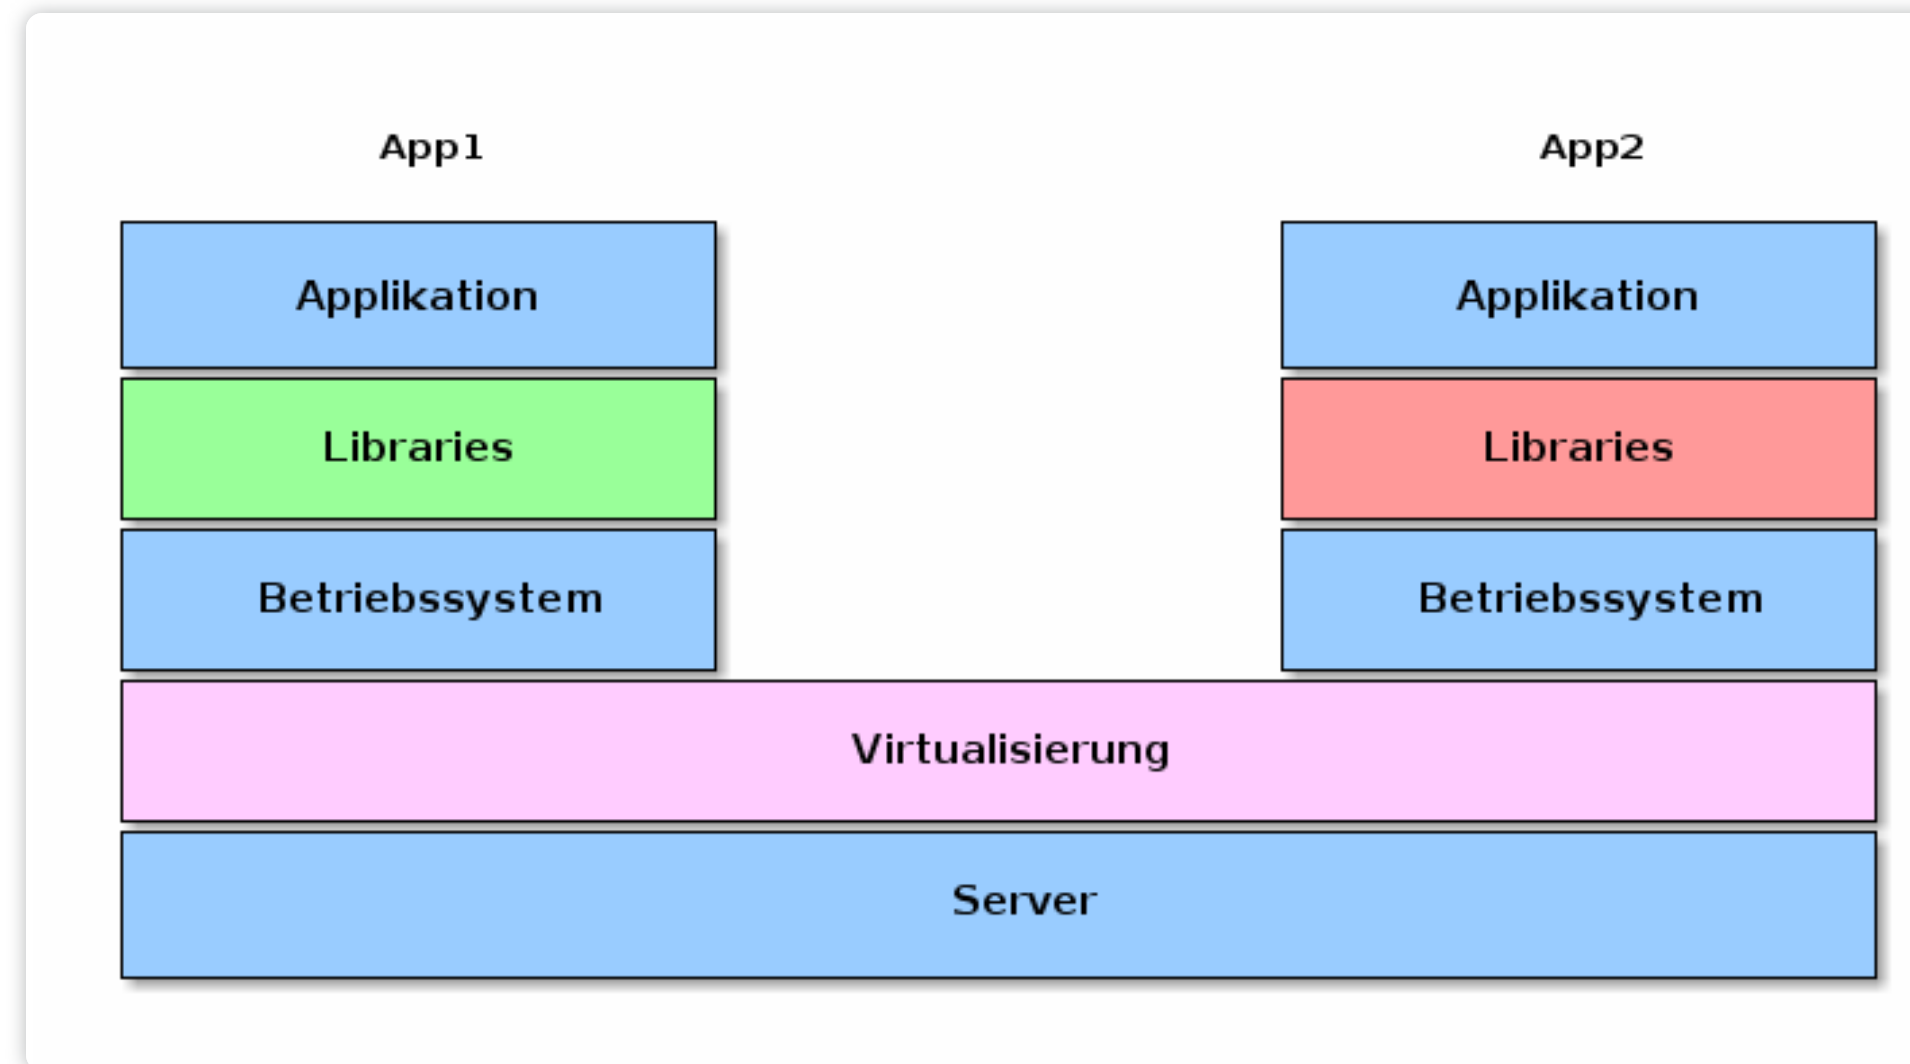 App1
App2
Applikation
Applikation
Libraries
Libraries
Betriebssystem
Betriebssystem
Virtualisierung
Server